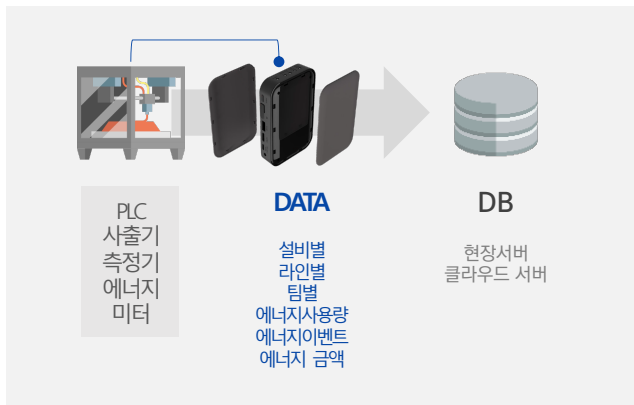 PLC
사출기
측정기
에너지
미터
DATA
설비별
라인별
팀별
에너지사용량
에너지이벤트
에너지 금액
DB
현장서버
클라우드 서버